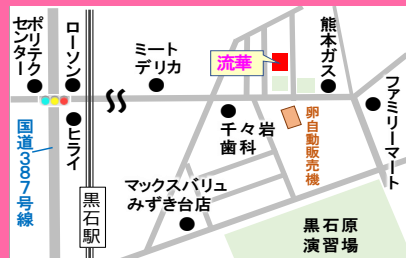 ポリテク
センター
ローソン
ミート
デリカ
流華
熊本ガス
ファミリーマート
ヒライ
国道387号線
黒石駅
千々岩
歯科
卵自動販売機
マックスバリュ
みずき台店
黒石原
演習場